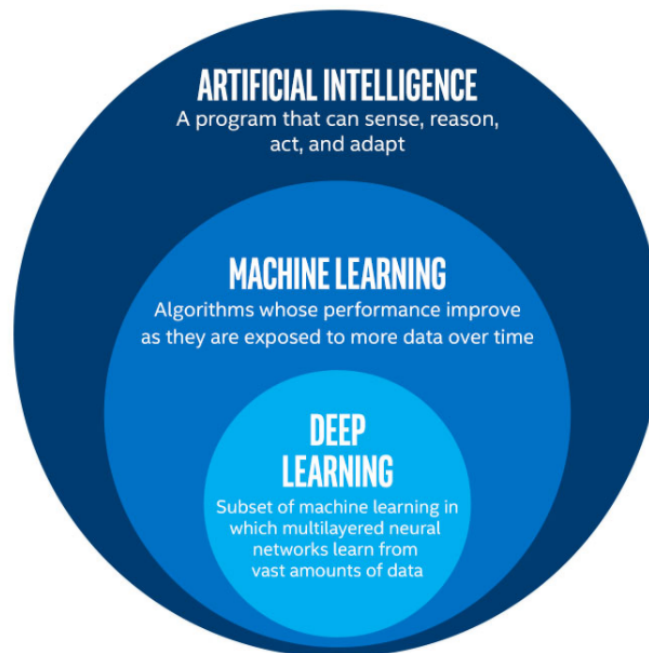 ARTIFICIAL INTELLIGENCE
A program that can sense, reason,
act, and adapt
MACHINE LEARNING
Algorithms whose performance improve
as they are exposed to more data over time
DEEP
LEARNING
Subset of machine learning in
which multilayered neural
networks learn from
vast amounts of data